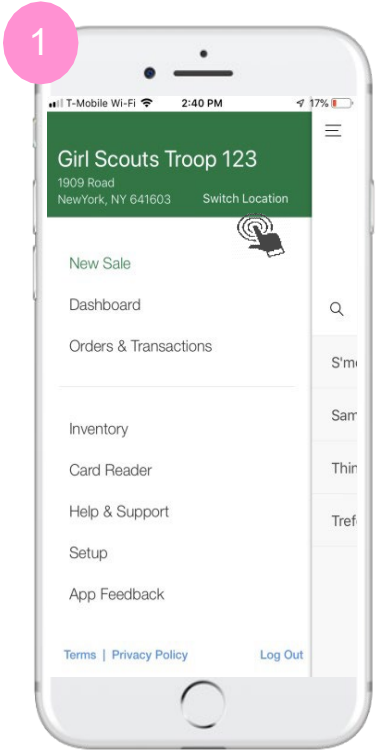 1
T-Mobile Wi-Fi 2:40 PM 17%
Girl Scouts Troop 123
1909 Road
NewYork, NY 641603 Switch Location
New Sale
Dashboard
Orders & Transactions
S'm
Sam
Inventory
Card Reader
Thin
Help & Support
Tref
Setup
App Feedback
Terms | Privacy Policy Log Out